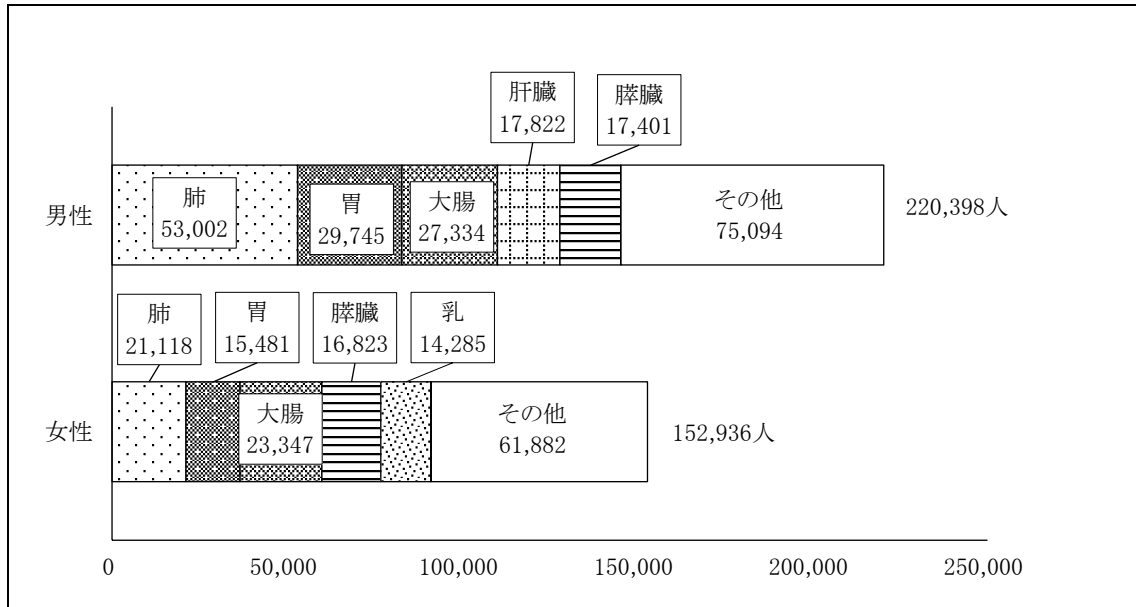 肝臓
17,822
膵臓
17,401
男性
肺
53,002
胃
29,745
大腸
27,334
その他
75,094
220,398人
肺
21,118
胃
15,481
膵臓
16,823
乳
14,285
女性
大腸
23,347
その他
61,882
152,936人
0 50,000 100,000 150,000 200,000 250,000